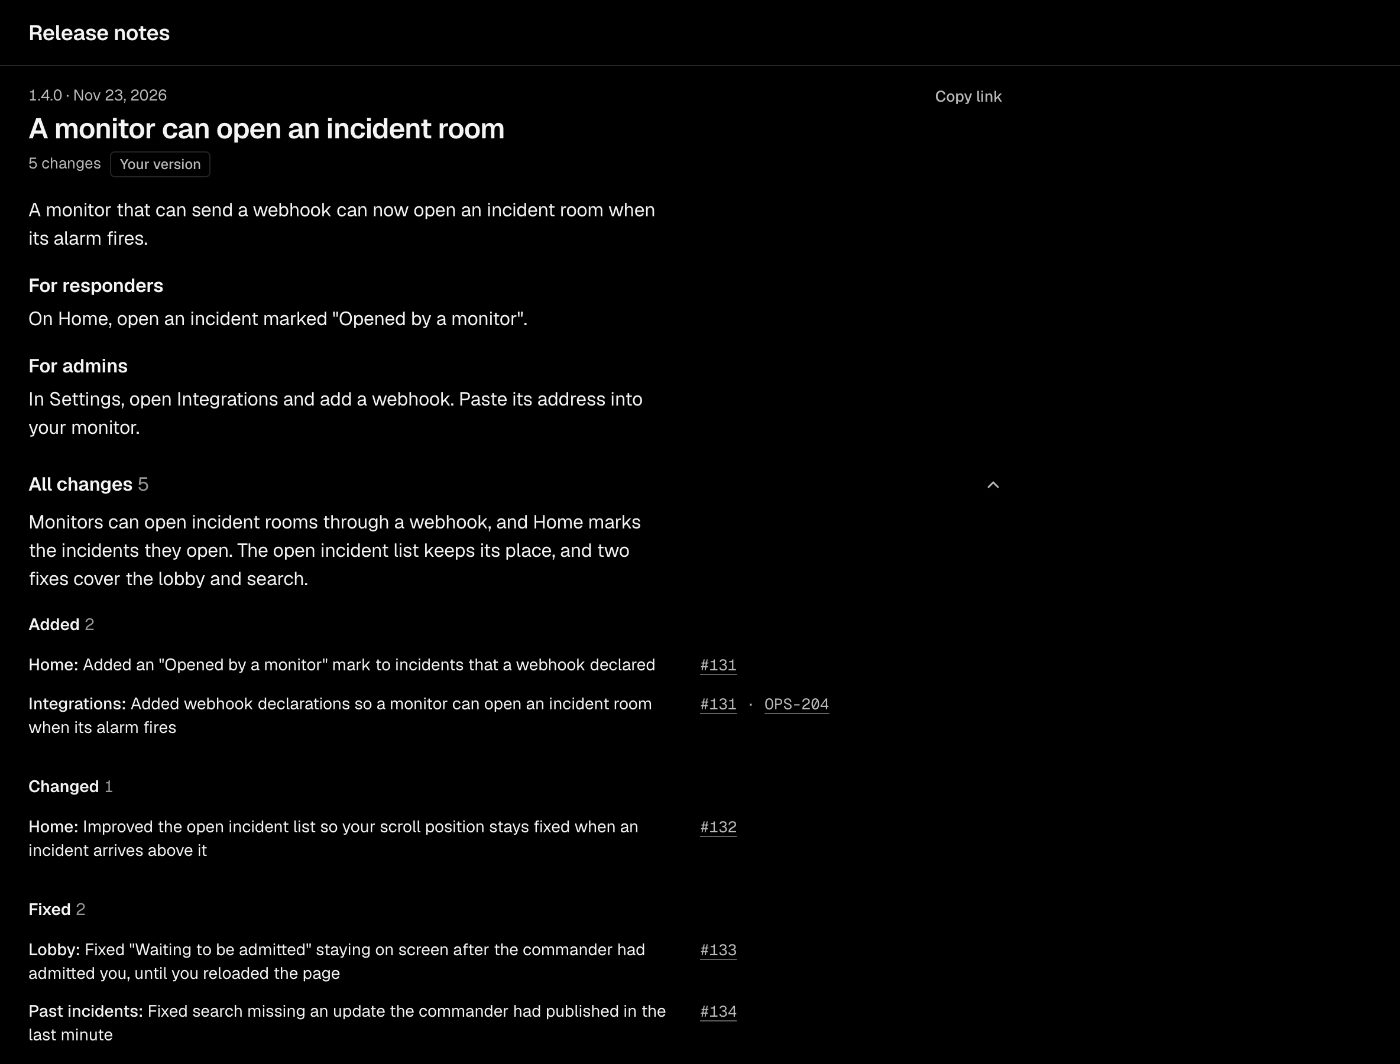 Release notes
1.4.0 · Nov 23, 2026
Copy link
A monitor can open an incident room
5 changes
Your version
A monitor that can send a webhook can now open an incident room when
its alarm fires.
For responders
On Home, open an incident marked "Opened by a monitor".
For admins
In Settings, open Integrations and add a webhook. Paste its address into
your monitor.
All changes 5
Monitors can open incident rooms through a webhook, and Home marks
the incidents they open. The open incident list keeps its place, and two
fixes cover the lobby and search.
Added 2
Home: Added an "Opened by a monitor" mark to incidents that a webhook declared
#131
Integrations: Added webhook declarations so a monitor can open an incident room
when its alarm fires
#131 · OPS-204
Changed 1
Home: Improved the open incident list so your scroll position stays fixed when an
incident arrives above it
#132
Fixed 2
Lobby: Fixed "Waiting to be admitted" staying on screen after the commander had
admitted you, until you reloaded the page
#133
Past incidents: Fixed search missing an update the commander had published in the
last minute
#134